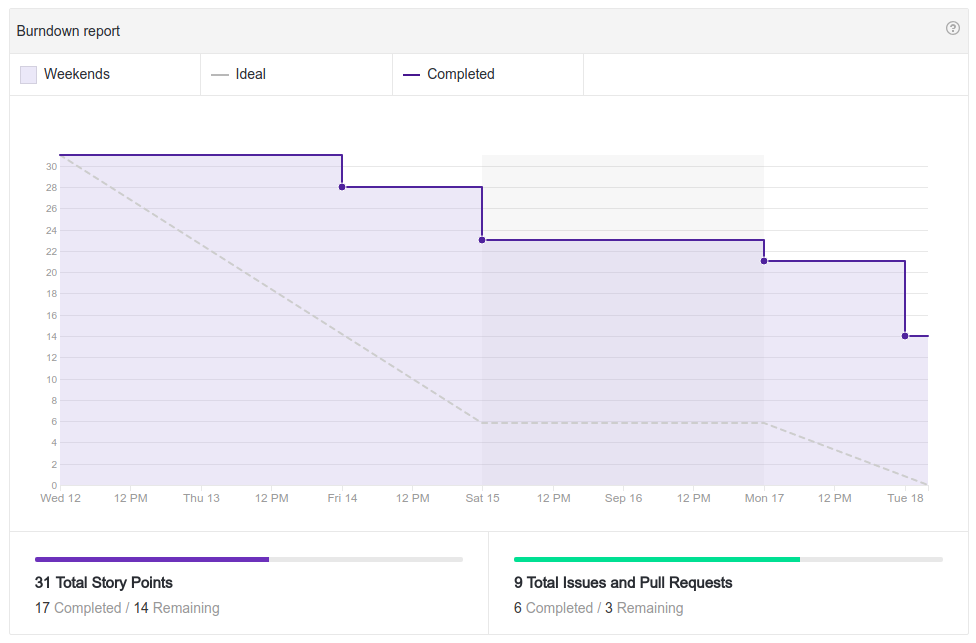 Burndown report ?
Weekends Ideal Completed
30
28
26
24
22
20
18
16
14
12
10
8
6
4
2
0
Wed 12 12 PM Thu 13 12 PM Fri 14 12 PM Sat 15 12 PM Sep 16 12 PM Mon 17 12 PM Tue 18
31 Total Story Points
17 Completed / 14 Remaining
9 Total Issues and Pull Requests
6 Completed / 3 Remaining